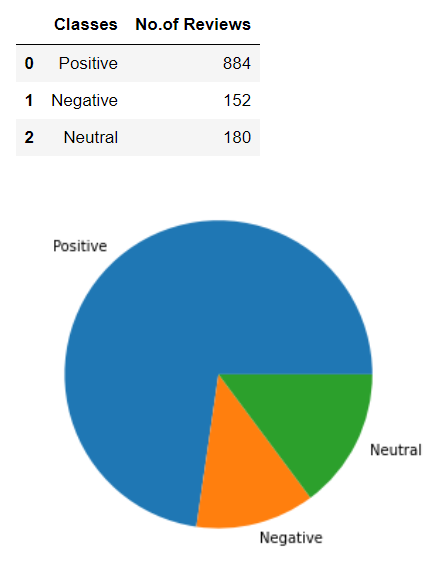 Classes No.of Reviews
0 Positive 884
1 Negative 152
2 Neutral 180
Positive
Neutral
Negative